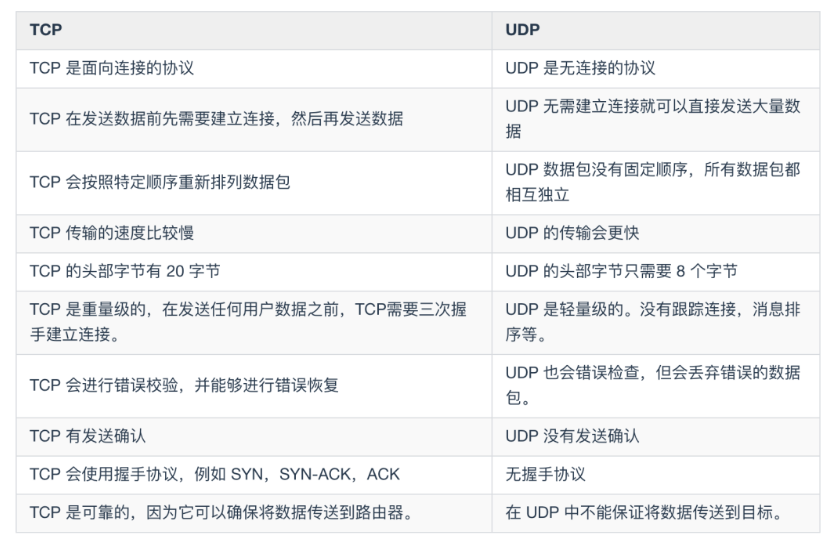 TCP
UDP
TCP 是面向连接的协议
UDP 是无连接的协议
TCP 在发送数据前先需要建立连接，然后再发送数据
UDP 无需建立连接就可以直接发送大量数
据
TCP 会按照特定顺序重新排列数据包
UDP 数据包没有固定顺序，所有数据包都
相互独立
TCP 传输的速度比较慢
UDP 的传输会更快
TCP 的头部字节有 20 字节
UDP 的头部字节只需要 8 个字节
TCP 是重量级的，在发送任何用户数据之前，TCP需要三次握
手建立连接。
UDP 是轻量级的。没有跟踪连接，消息排
序等。
TCP 会进行错误校验，并能够进行错误恢复
UDP 也会错误检查，但会丢弃错误的数据
包。
TCP 有发送确认
UDP 没有发送确认
TCP 会使用握手协议，例如 SYN，SYN-ACK，ACK
无握手协议
TCP 是可靠的，因为它可以确保将数据传送到路由器。
在 UDP 中不能保证将数据传送到目标。